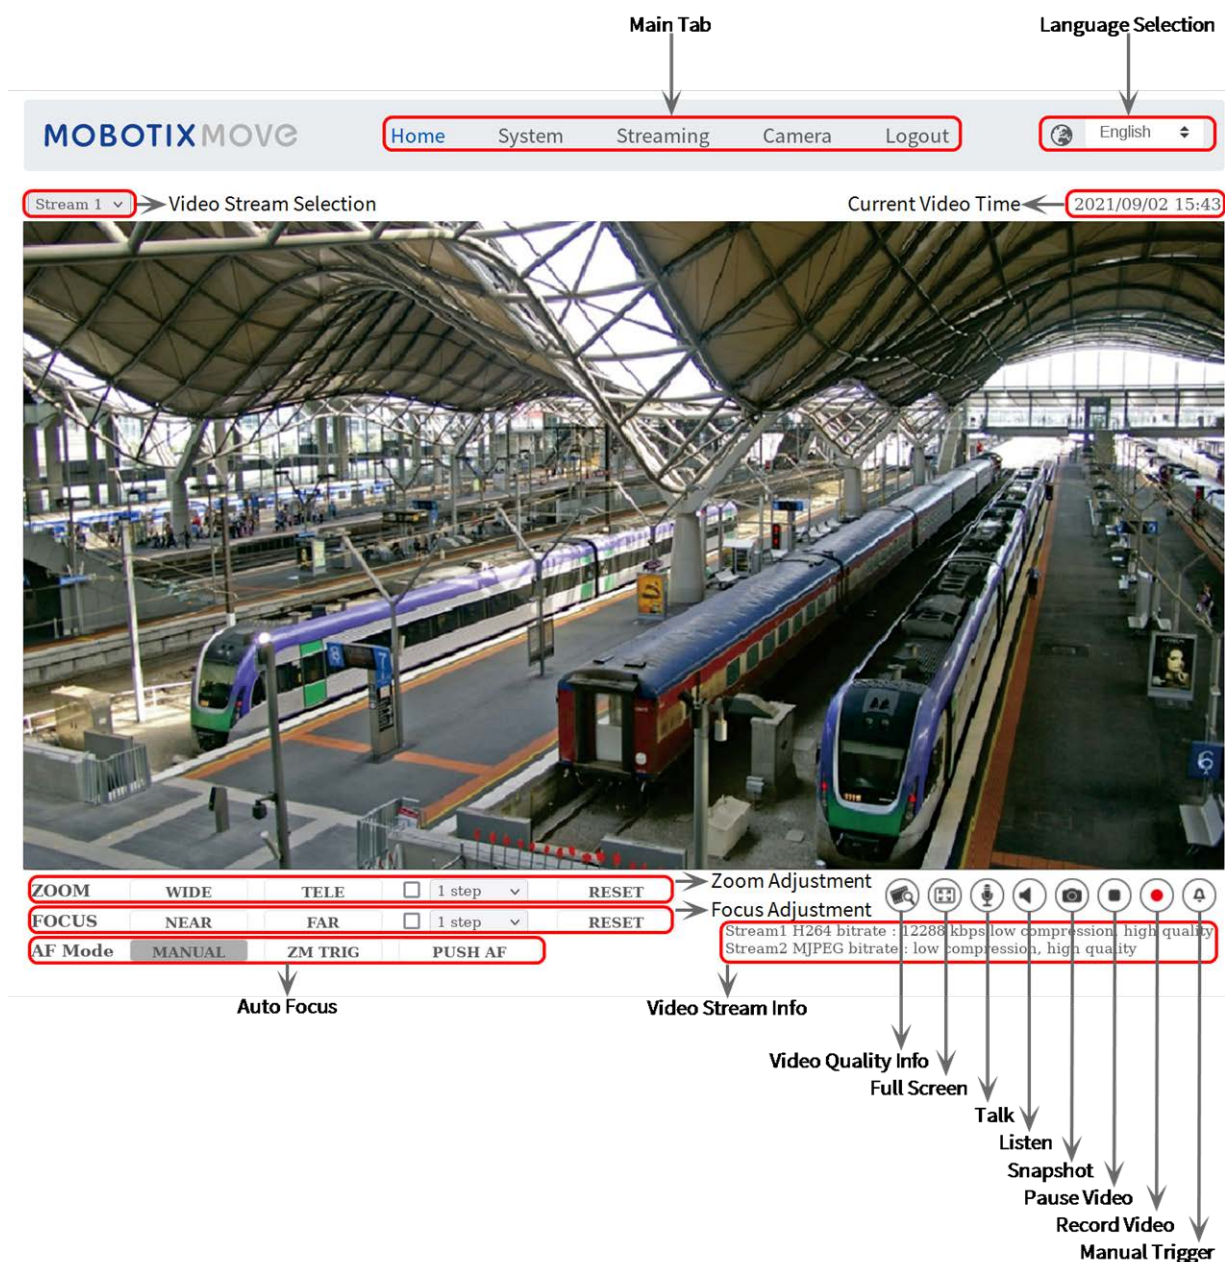 Main Tab
Language Selection
MOBOTIX MOVE
Home System Streaming Camera Logout
English
Stream 1
Video Stream Selection
Current Video Time
2021/09/02 15:43
8 7
6
1116
ZOOM WIDE TELE 1 step RESET
Zoom Adjustment
FOCUS NEAR FAR 1 step RESET
Focus Adjustment
AF Mode MANUAL ZM TRIG PUSH AF
Stream1 H264 bitrate : 12288 kbps low compression, high quality
Stream2 MJPEG bitrate : low compression, high quality
Auto Focus
Video Stream Info
Video Quality Info
Full Screen
Talk
Listen
Snapshot
Pause Video
Record Video
Manual Trigger